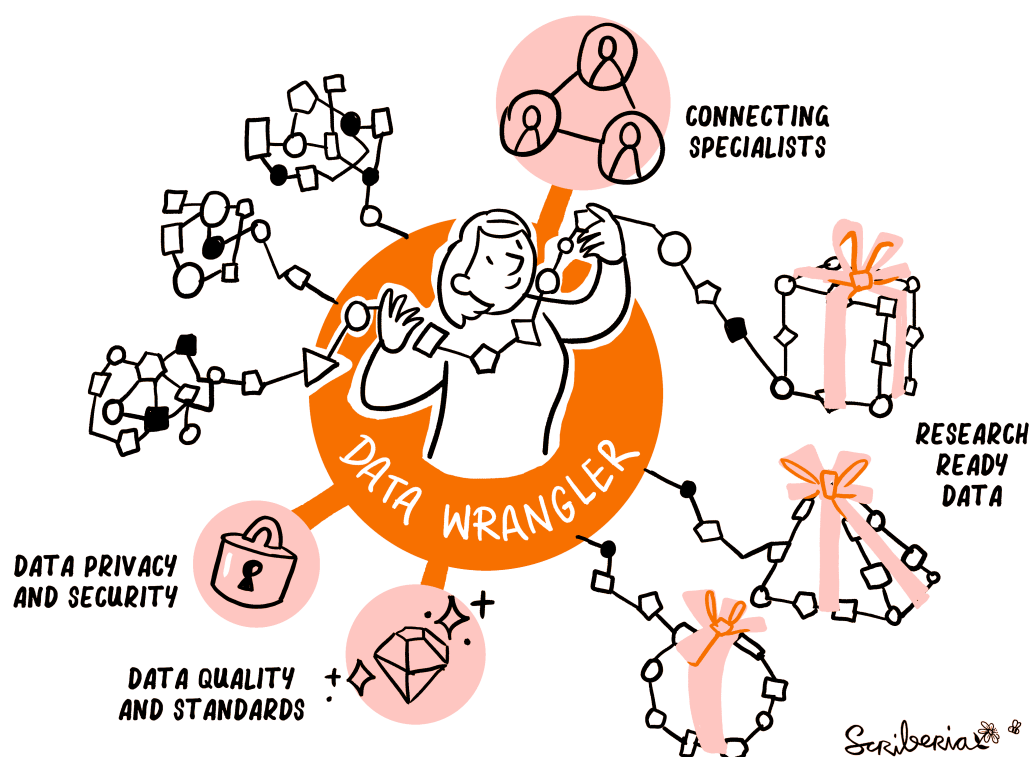 CONNECTING
SPECIALISTS
RESEARCH
READY
DATA
DATA WRANGLER
DATA PRIVACY
AND SECURITY
DATA QUALITY
AND STANDARDS
Scriberia